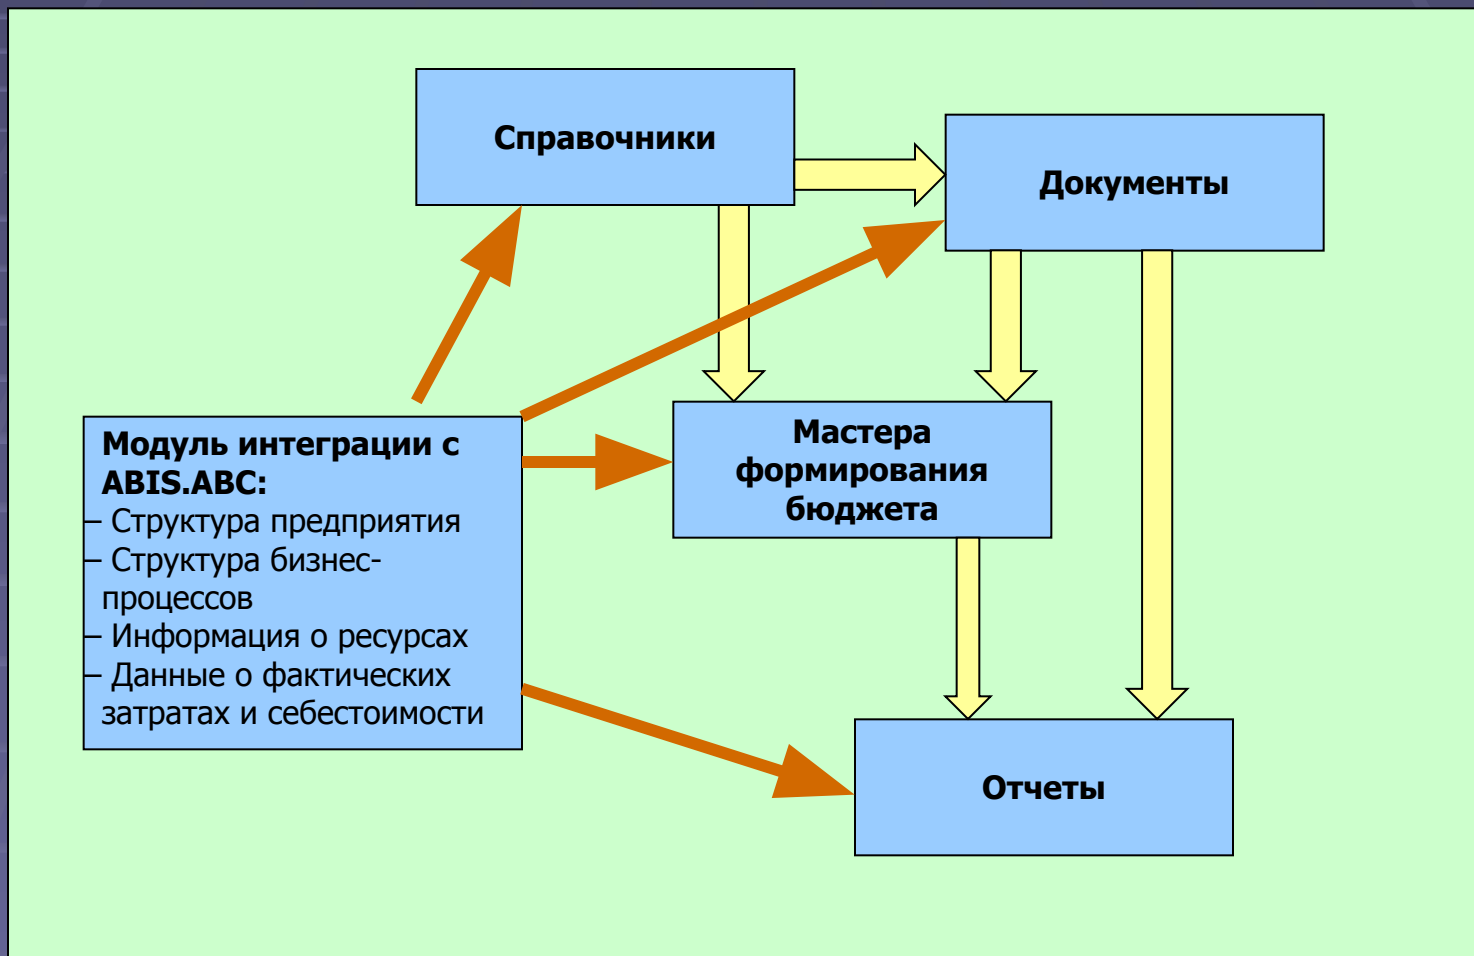 Справочники
Документы
Модуль интеграции с
ABIS.ABC:
– Структура предприятия
– Структура бизнес-
процессов
– Информация о ресурсах
– Данные о фактических
затратах и себестоимости
Мастера
формирования
бюджета
Отчеты